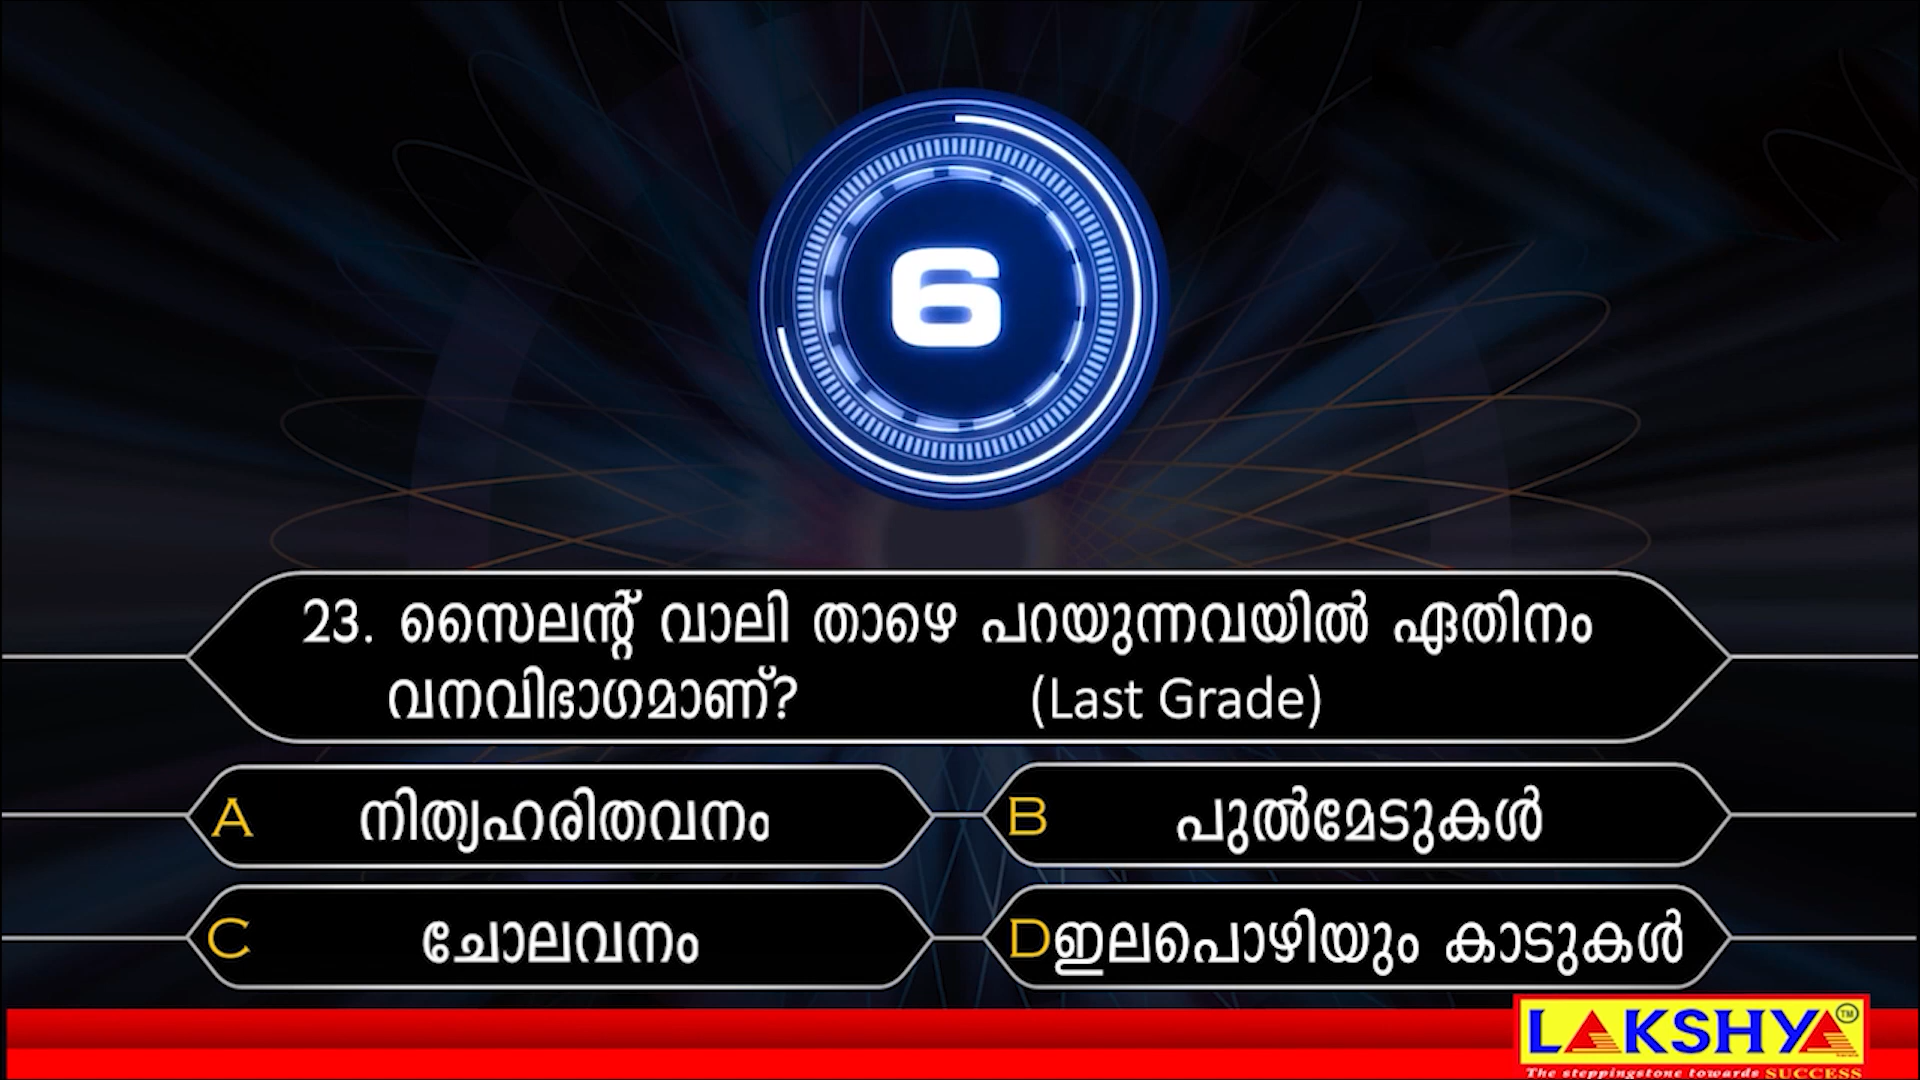 6
23. സൈലന്റ് വാലി താഴെ പറയുന്നവയിൽ ഏതിനം
വനവിഭാഗമാണ്? (Last Grade)
A നിത്യഹരിതവനം
B പുൽമേടുകൾ
C ചോലവനം
D ഇലപൊഴിയും കാടുകൾ
LAKSHYA TM
The steppingstone towards SUCCESS